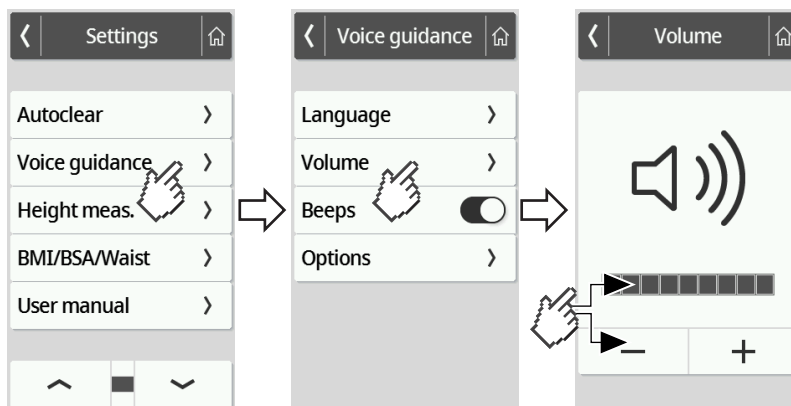 Settings
Autoclear
Voice guidance
Height meas.
BMI/BSA/Waist
User manual
Voice guidance
Language
Volume
Beeps
Options
Volume